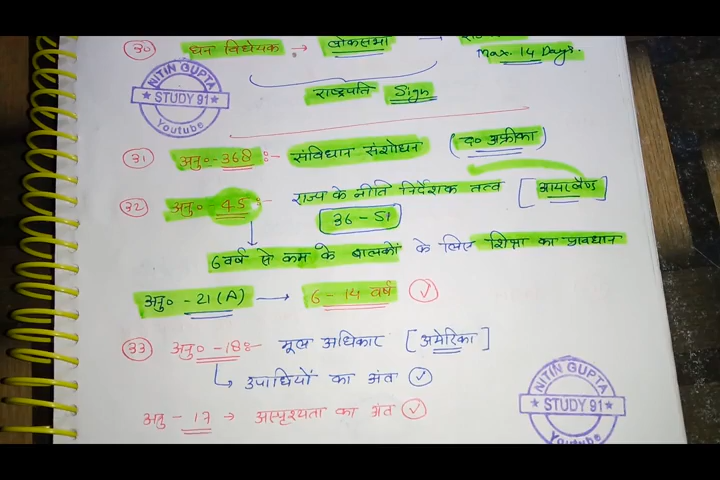 30 धन विधेयक → लोकसभा →
Max. 14 Days.
राष्ट्रपति Sign
NITIN GUPTA
STUDY 91
Youtube
31 अनु०-368:- संविधान संशोधन (द० अफ्रीका)
32 अनु०-45:- राज्य के नीति निर्देशक तत्व [आयरलैण्ड]
36-51
6 वर्ष से कम के बालकों के लिए शिक्षा का प्रावधान
अनु०-21(A) → 6-14 वर्ष ✓
33 अनु०-18:- मूल अधिकार [अमेरिका]
↳ उपाधियों का अंत ✓
अनु-17 → अस्पृश्यता का अंत ✓
NITIN GUPTA
STUDY 91
Youtube